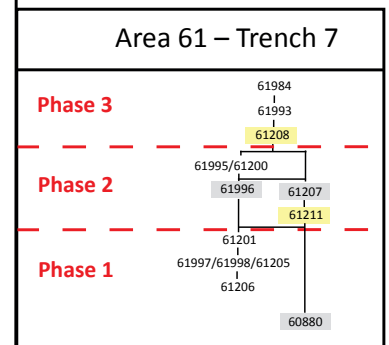 Area 61 – Trench 7
61984
Phase 3
61993
61208
61995/61200
Phase 2
61996 61207
61211
61201
Phase 1
61997/61998/61205
61206
60880